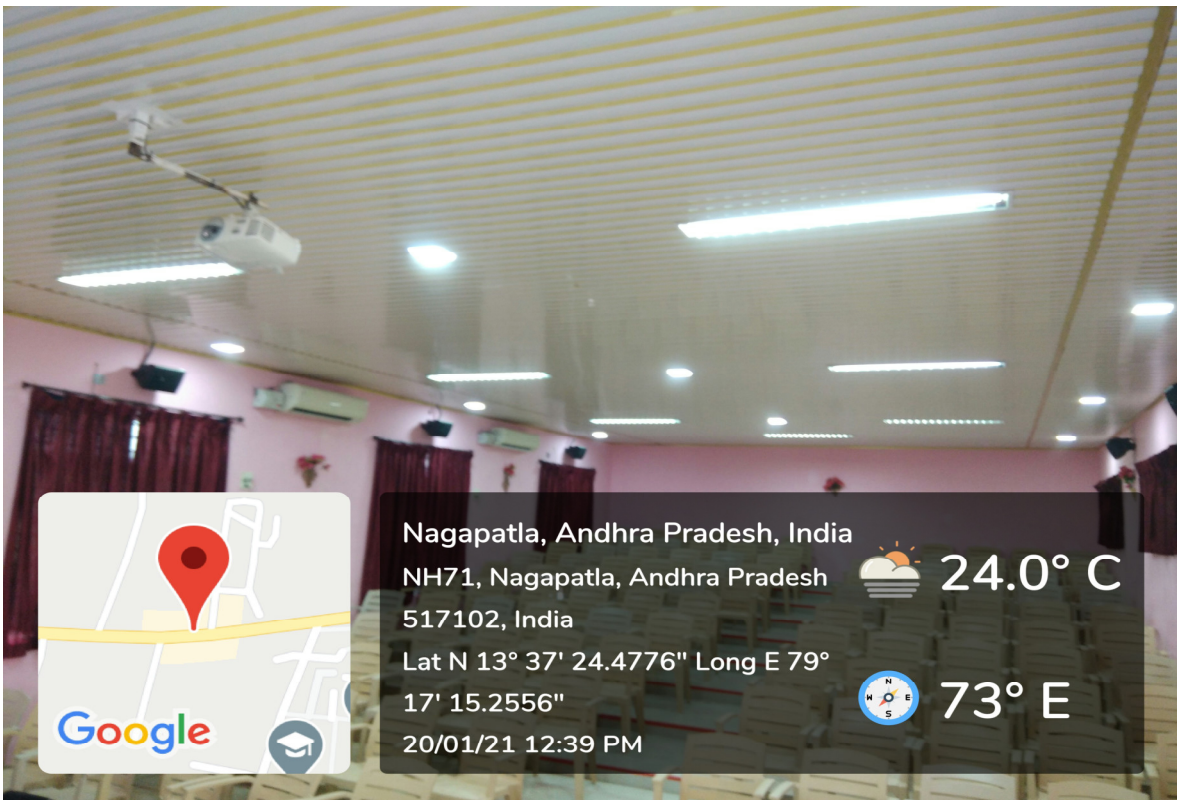 Nagapatla, Andhra Pradesh, India
NH71, Nagapatla, Andhra Pradesh
517102, India
Lat N 13° 37' 24.4776" Long E 79°
17' 15.2556"
20/01/21 12:39 PM
24.0° C
N
W E
S
73° E
Google